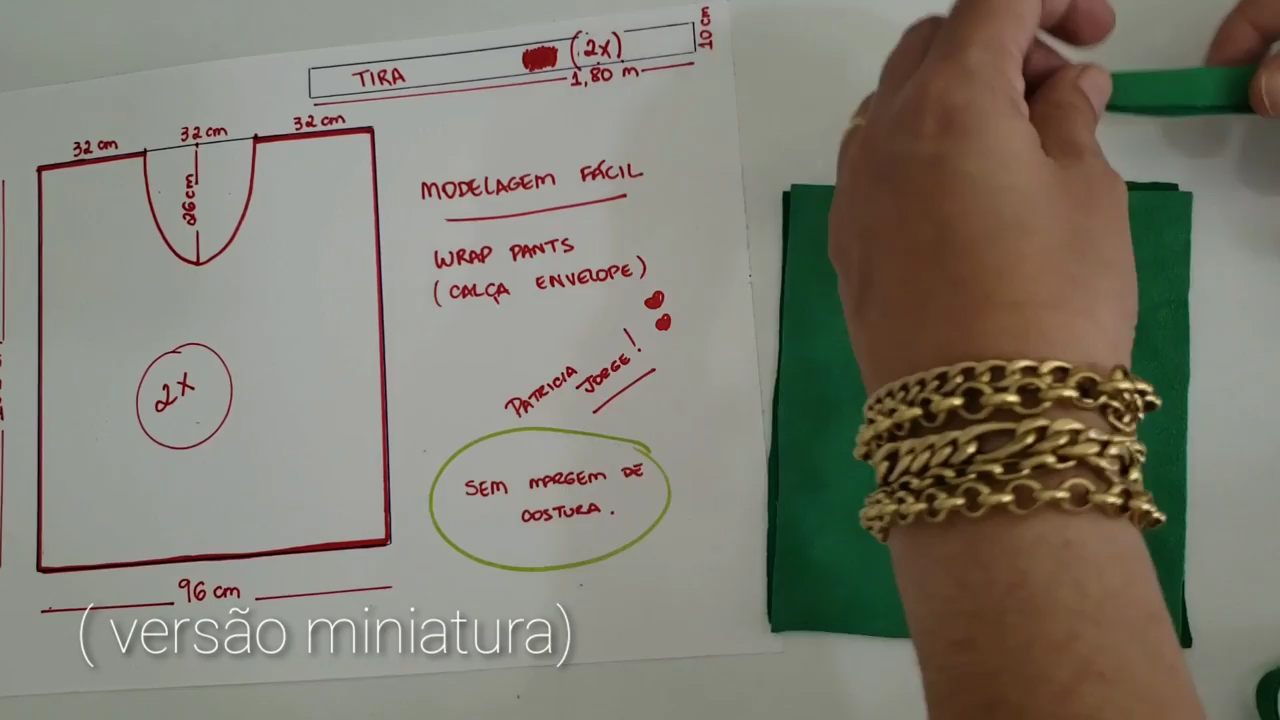 TIRA
(2X)
1,80 m
10 cm
32 cm
32 cm
32 cm
26 cm
2X
96 cm
MODELAGEM FÁCIL
WRAP PANTS
(CALÇA ENVELOPE)
PATRICIA JORGE!
SEM MARGEM DE
COSTURA.
( versão miniatura)